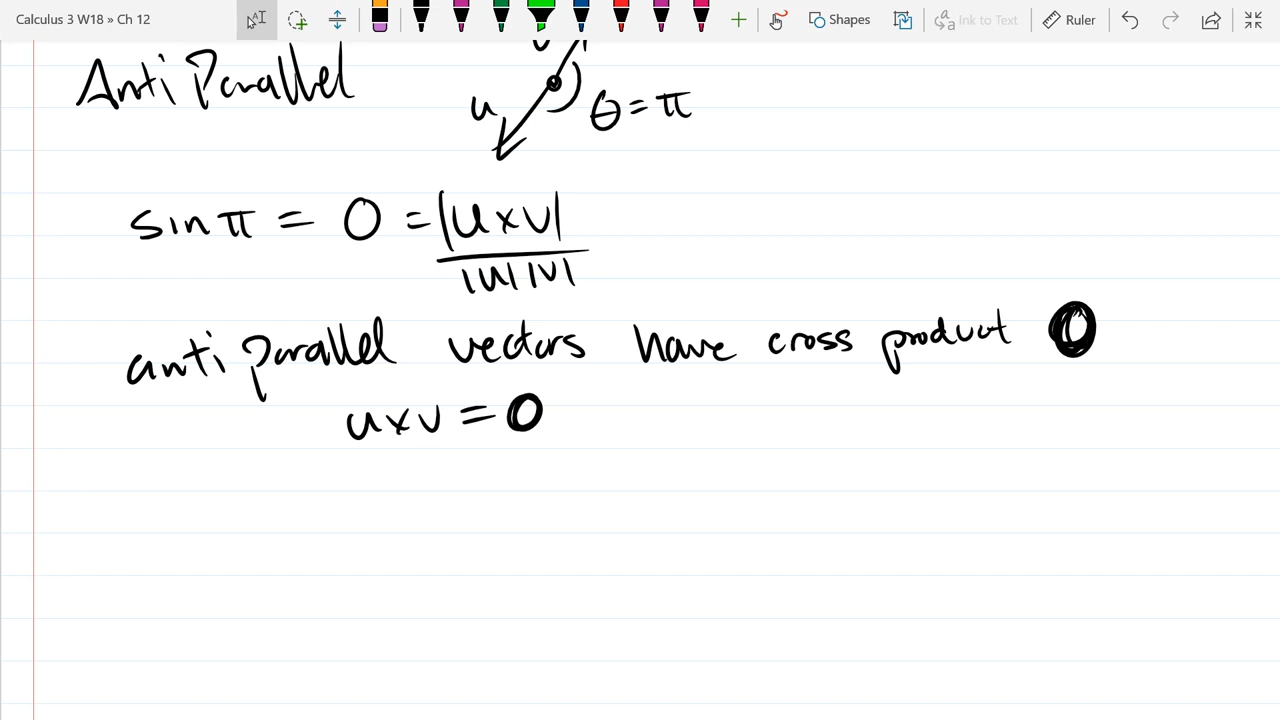 Calculus 3 W18 » Ch 12
Ink to Text
Shapes
Ruler
Anti Parallel
u
θ = π
sin π = 0 = |u×v|
|u| |v|
anti parallel vectors have cross product 0
u×v = 0